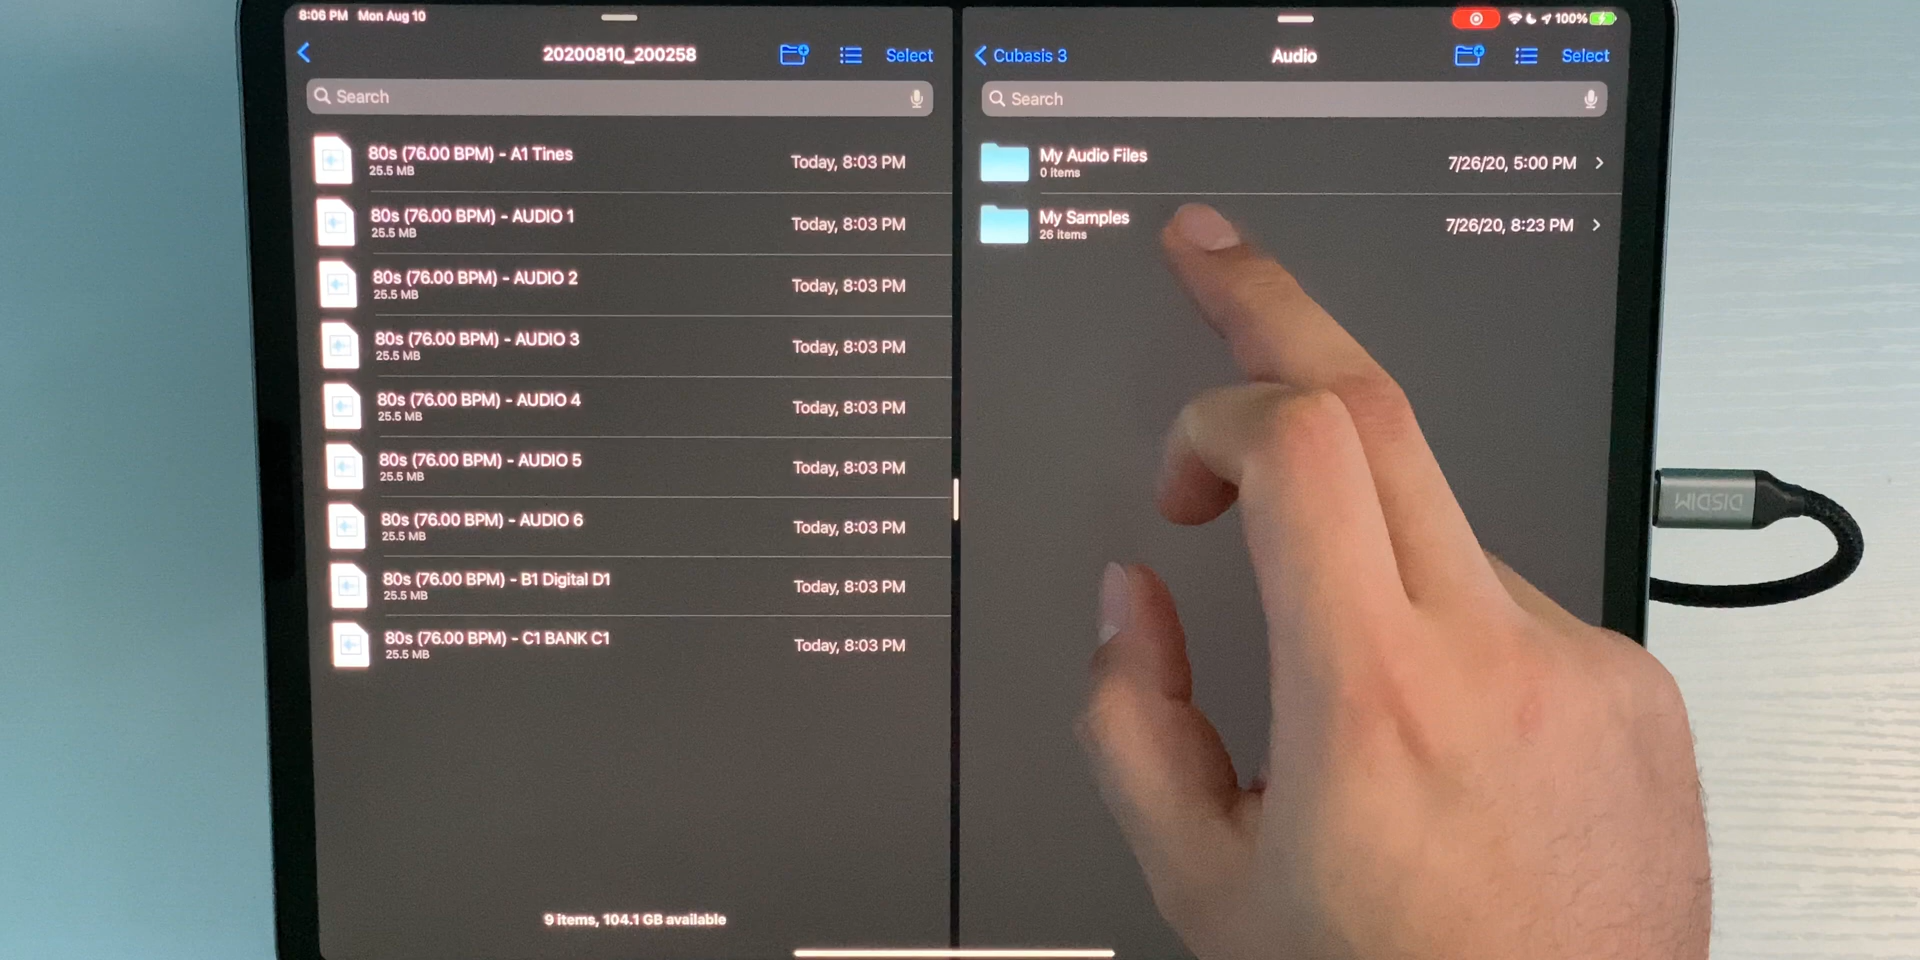 8:06 PM Mon Aug 10
20200810_200258
Select
Search
80s (76.00 BPM) - A1 Tines
25.5 MB
Today, 8:03 PM
80s (76.00 BPM) - AUDIO 1
25.5 MB
Today, 8:03 PM
80s (76.00 BPM) - AUDIO 2
25.5 MB
Today, 8:03 PM
80s (76.00 BPM) - AUDIO 3
25.5 MB
Today, 8:03 PM
80s (76.00 BPM) - AUDIO 4
25.5 MB
Today, 8:03 PM
80s (76.00 BPM) - AUDIO 5
25.5 MB
Today, 8:03 PM
80s (76.00 BPM) - AUDIO 6
25.5 MB
Today, 8:03 PM
80s (76.00 BPM) - B1 Digital D1
25.5 MB
Today, 8:03 PM
80s (76.00 BPM) - C1 BANK C1
25.5 MB
Today, 8:03 PM
9 items, 104.1 GB available
100%
Cubasis 3
Audio
Select
Search
My Audio Files
0 items
7/26/20, 5:00 PM
My Samples
26 items
7/26/20, 8:23 PM